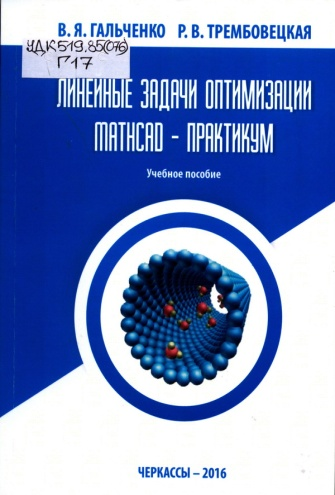 В. Я. ГАЛЬЧЕНКО Р. В. ТРЕМБОВЕЦКАЯ
УДК 519.85(076)
Г17
ЛИНЕЙНЫЕ ЗАДАЧИ ОПТИМИЗАЦИИ
MATHCAD - ПРАКТИКУМ
Учебное пособие
ЧЕРКАССЫ – 2016